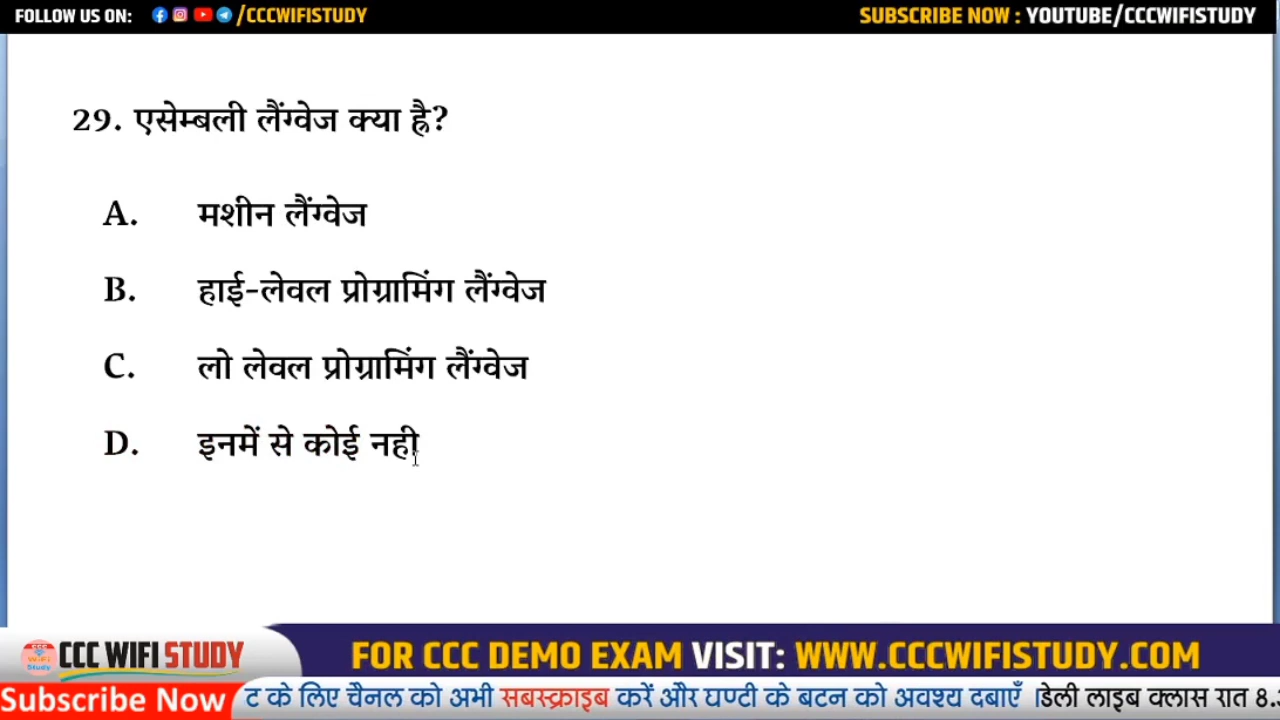 FOLLOW US ON: /CCCWIFISTUDY
SUBSCRIBE NOW : YOUTUBE/CCCWIFISTUDY
29. एसेम्बली लैंग्वेज क्या है?
A. मशीन लैंग्वेज
B. हाई-लेवल प्रोग्रामिंग लैंग्वेज
C. लो लेवल प्रोग्रामिंग लैंग्वेज
D. इनमें से कोई नही
CCC WIFI STUDY
FOR CCC DEMO EXAM VISIT: WWW.CCCWIFISTUDY.COM
Subscribe Now ट के लिए चैनल को अभी सबस्क्राइब करें और घण्टी के बटन को अवश्य दबाएँ । डेली लाइब क्लास रात 8.